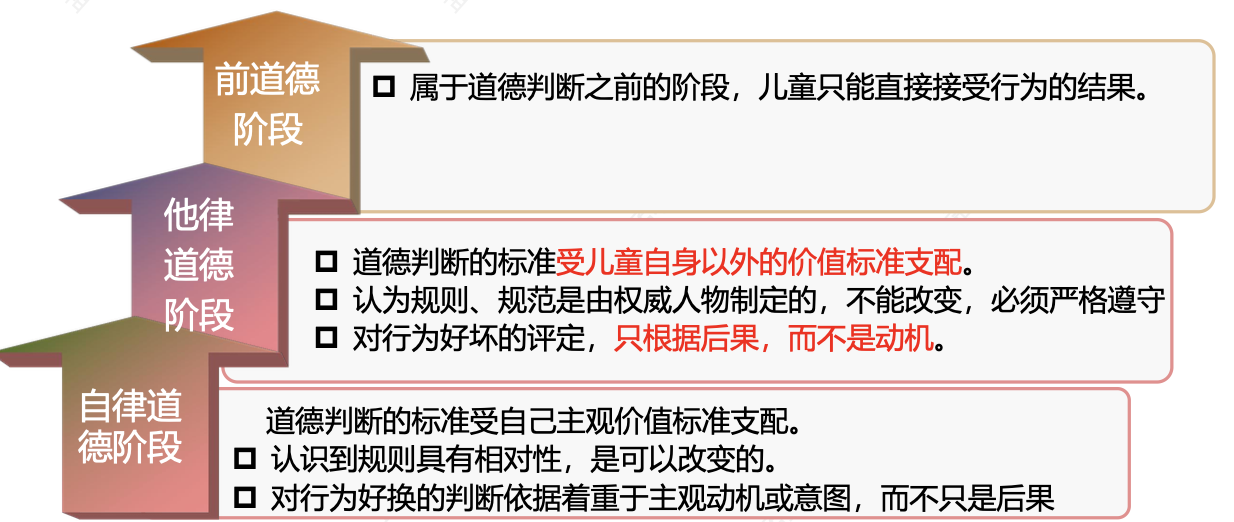 前道德
阶段
属于道德判断之前的阶段，儿童只能直接接受行为的结果。
他律
道德
阶段
道德判断的标准受儿童自身以外的价值标准支配。
认为规则、规范是由权威人物制定的，不能改变，必须严格遵守
对行为好坏的评定，只根据后果，而不是动机。
自律道
德阶段
道德判断的标准受自己主观价值标准支配。
认识到规则具有相对性，是可以改变的。
对行为好换的判断依据着重于主观动机或意图，而不只是后果